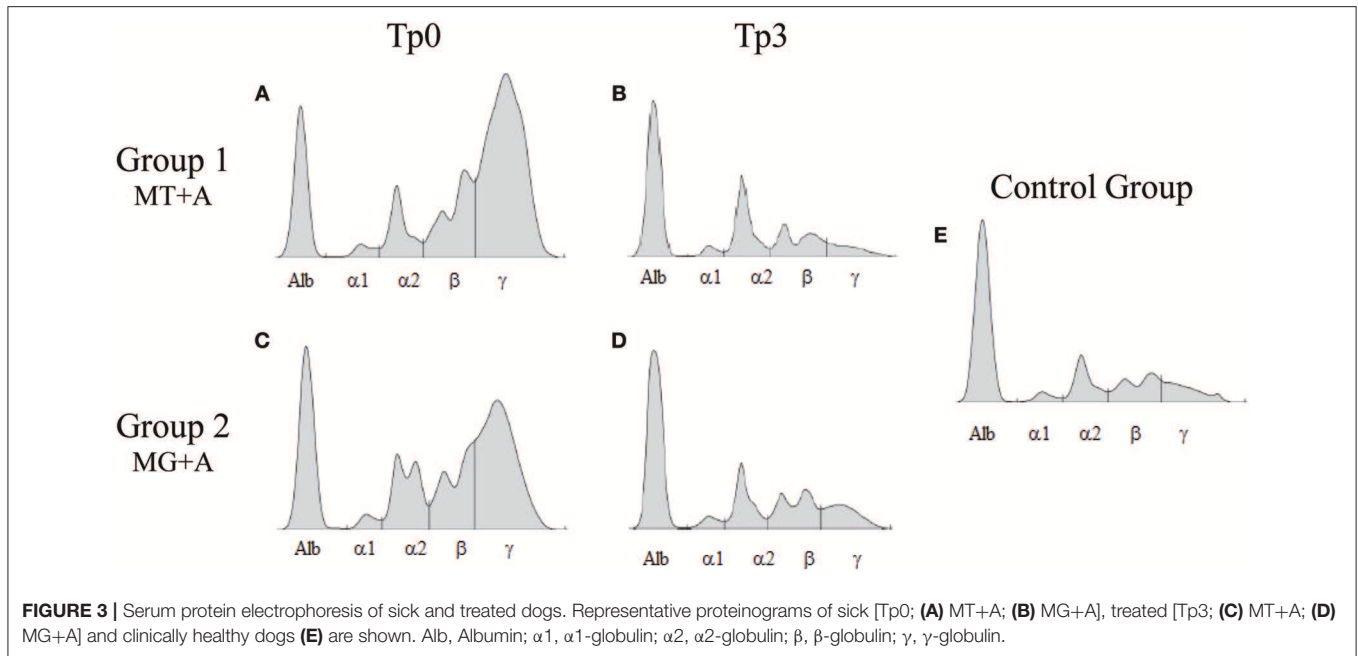 Tp0
Tp3
A
B
Group 1
MT+A
Alb α1 α2 β γ
Alb α1 α2 β γ
Control Group
E
C
D
Group 2
MG+A
Alb α1 α2 β γ
Alb α1 α2 β γ
Alb α1 α2 β γ
FIGURE 3 | Serum protein electrophoresis of sick and treated dogs. Representative proteinograms of sick [Tp0; (A) MT+A; (B) MG+A], treated [Tp3; (C) MT+A; (D)
MG+A] and clinically healthy dogs (E) are shown. Alb, Albumin; α1, α1-globulin; α2, α2-globulin; β, β-globulin; γ, γ-globulin.